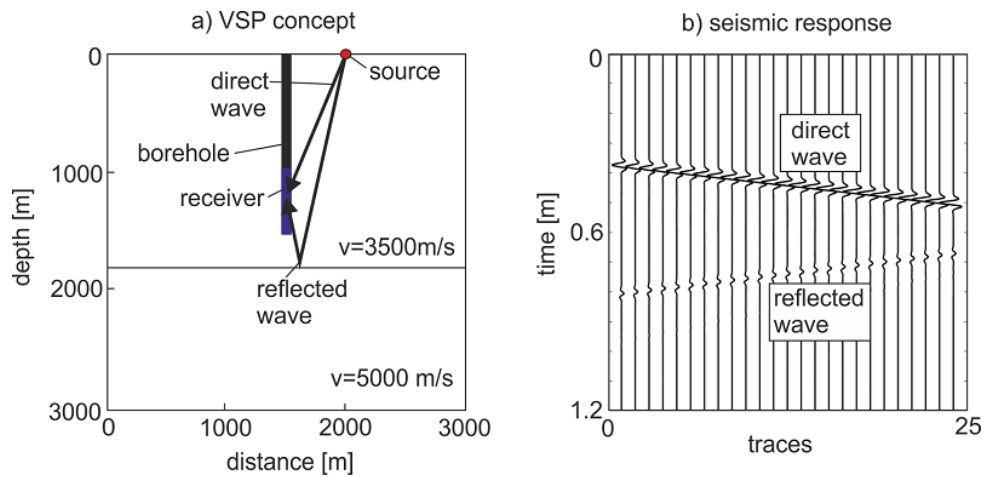 a) VSP concept
0
1000
2000
3000
depth [m]
direct
wave
source
borehole
receiver
v=3500m/s
reflected
wave
v=5000 m/s
0
1000
2000
3000
distance [m]
b) seismic response
0
0.6
1.2
time [m]
direct
wave
reflected
wave
0
25
traces